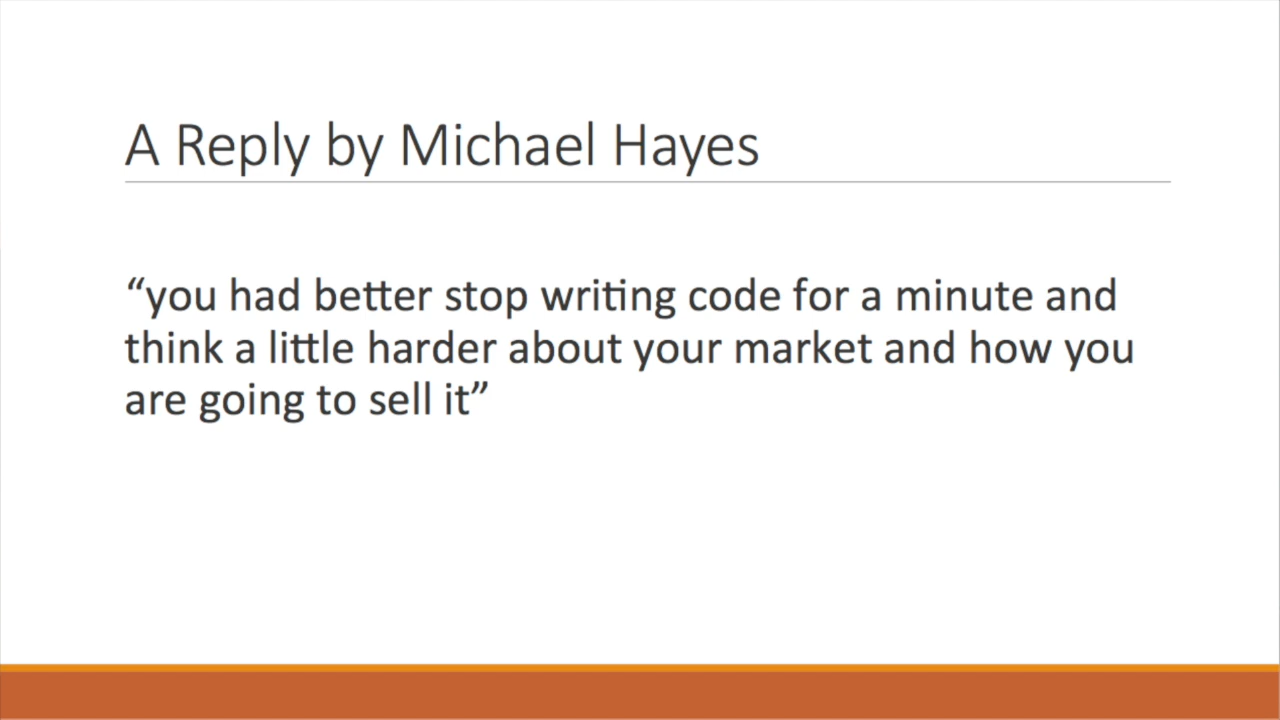 A Reply by Michael Hayes
“you had better stop writing code for a minute and
think a little harder about your market and how you
are going to sell it”